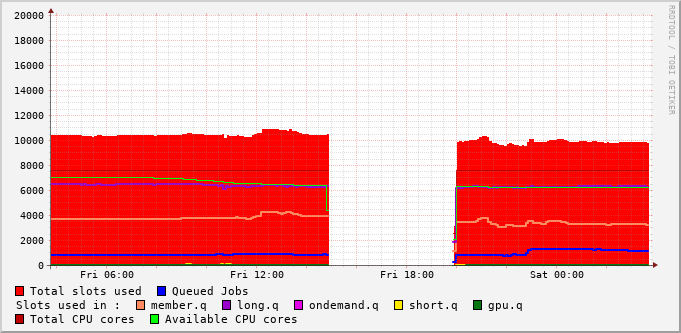 RRDTOOL / TOBI OETIKER
20000
18000
16000
14000
12000
10000
8000
6000
4000
2000
0
Fri 06:00 Fri 12:00 Fri 18:00 Sat 00:00
Total slots used Queued Jobs
Slots used in : member.q long.q ondemand.q short.q gpu.q
Total CPU cores Available CPU cores